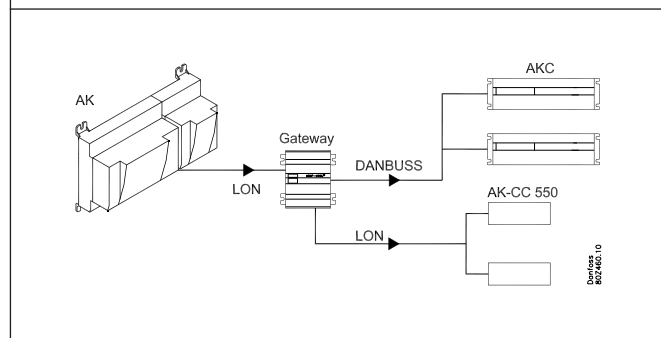 AKC
AK
Gateway
DANBUSS
LON
AK-CC 550
LON
Danfoss
80Z460.10